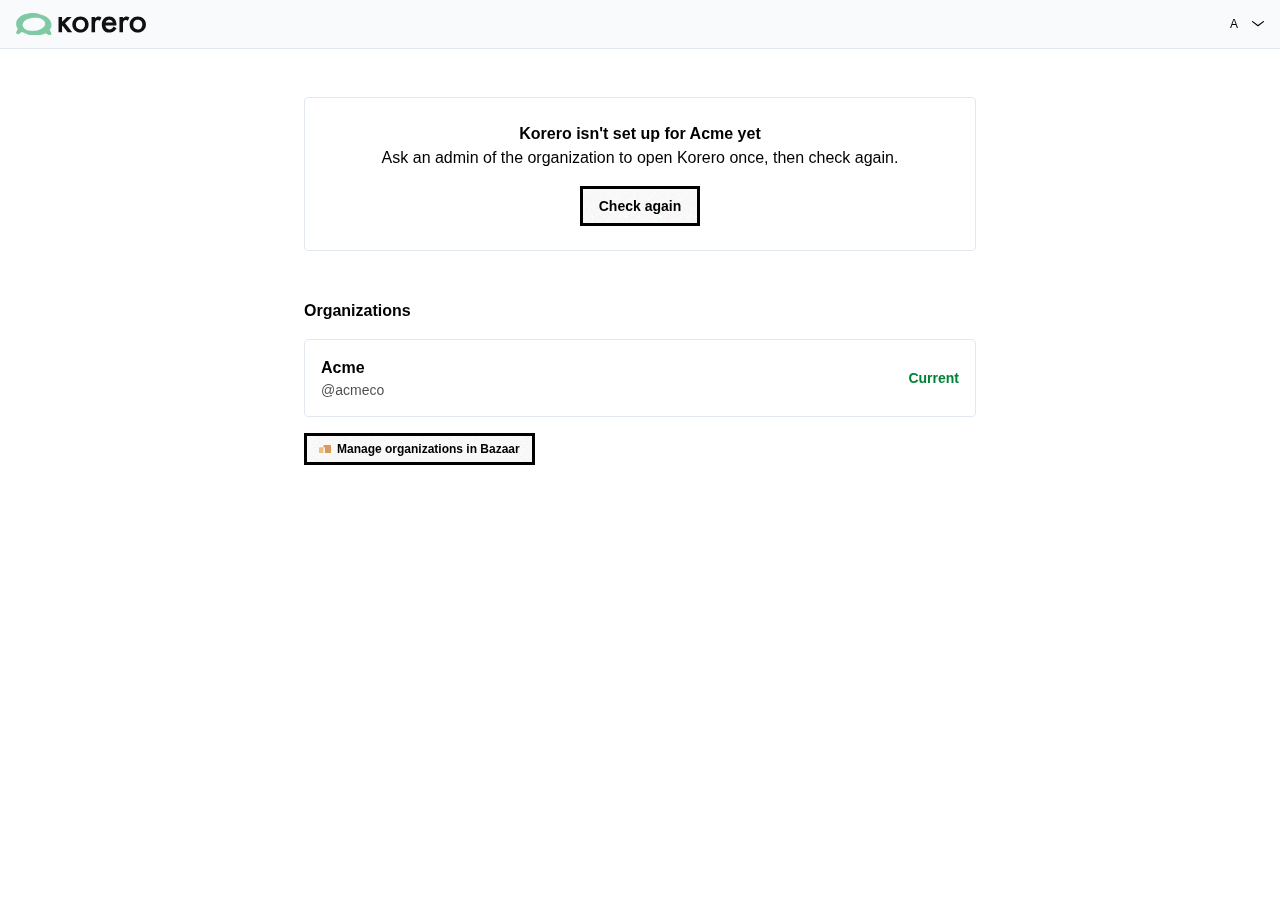 korero
A
Korero isn't set up for Acme yet
Ask an admin of the organization to open Korero once, then check again.
Check again
Organizations
Acme
@acmeco
Current
Manage organizations in Bazaar